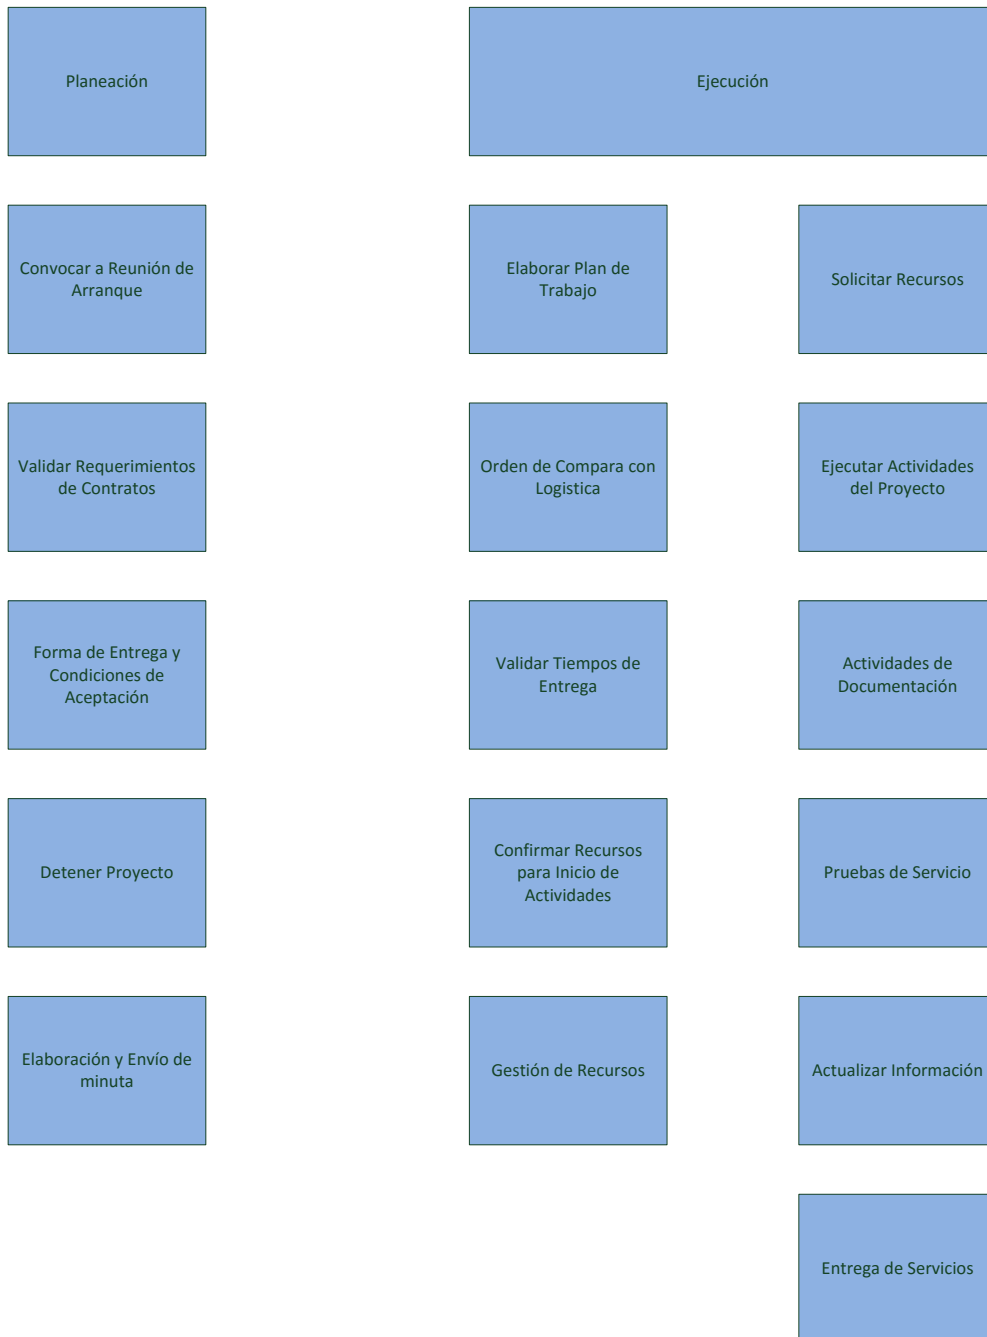 Planeación
Ejecución
Convocar a Reunión de
Arranque
Elaborar Plan de
Trabajo
Solicitar Recursos
Validar Requerimientos
de Contratos
Orden de Compara con
Logistica
Ejecutar Actividades
del Proyecto
Forma de Entrega y
Condiciones de
Aceptación
Validar Tiempos de
Entrega
Actividades de
Documentación
Detener Proyecto
Confirmar Recursos
para Inicio de
Actividades
Pruebas de Servicio
Elaboración y Envío de
minuta
Gestión de Recursos
Actualizar Información
Entrega de Servicios